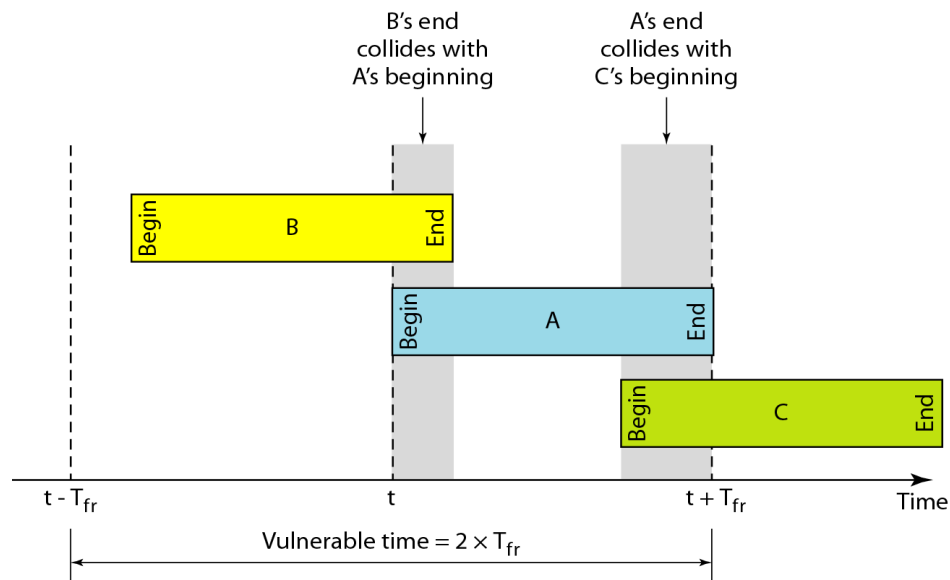 B's end
collides with
A's beginning
A's end
collides with
C's beginning
Begin
B
End
Begin
A
End
Begin
C
End
t - Tfr
t
t + Tfr
Time
Vulnerable time = 2 × Tfr